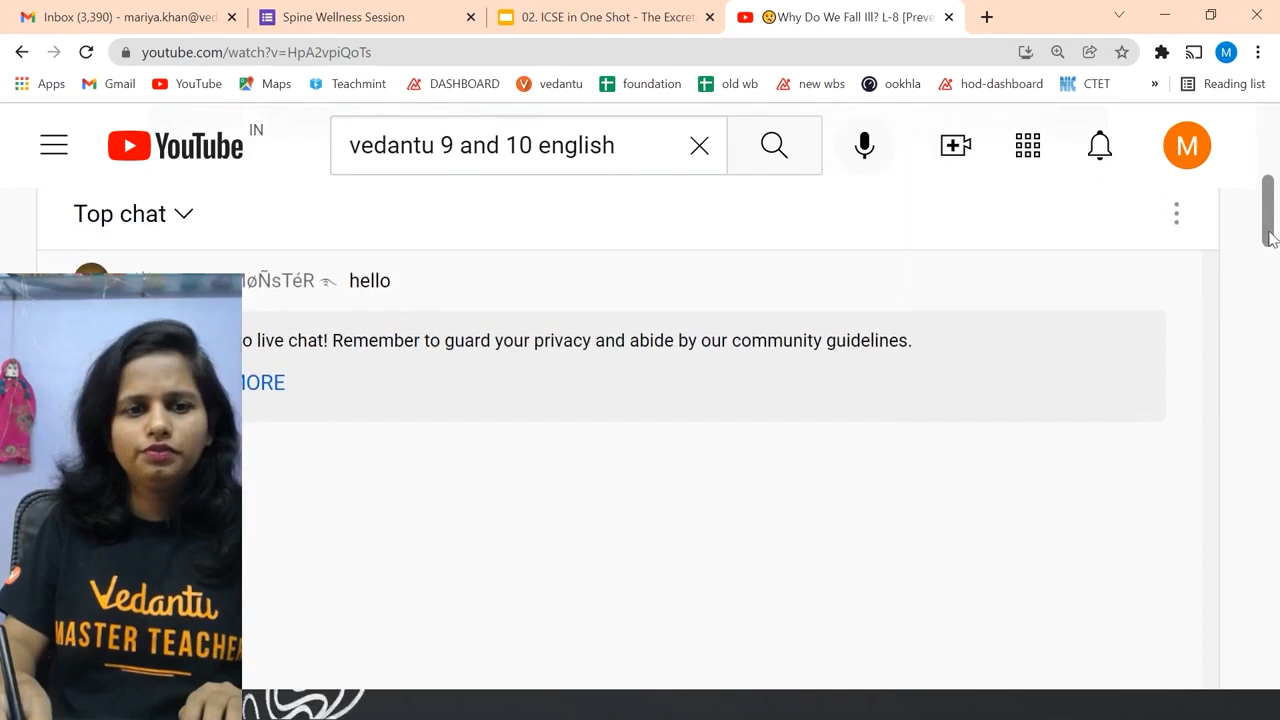 Inbox (3,390) - mariya.khan@ved
Spine Wellness Session
02. ICSE in One Shot - The Excret
Why Do We Fall Ill? L-8 [Preve
youtube.com/watch?v=HpA2vpiQoTs
M
Apps
Gmail
YouTube
Maps
Teachmint
DASHBOARD
vedantu
foundation
old wb
new wbs
ookhla
hod-dashboard
CTET
»
Reading list
YouTube
IN
vedantu 9 and 10 english
M
Top chat
hello
o live chat! Remember to guard your privacy and abide by our community guidelines.
MORE
Vedantu
MASTER TEACHER